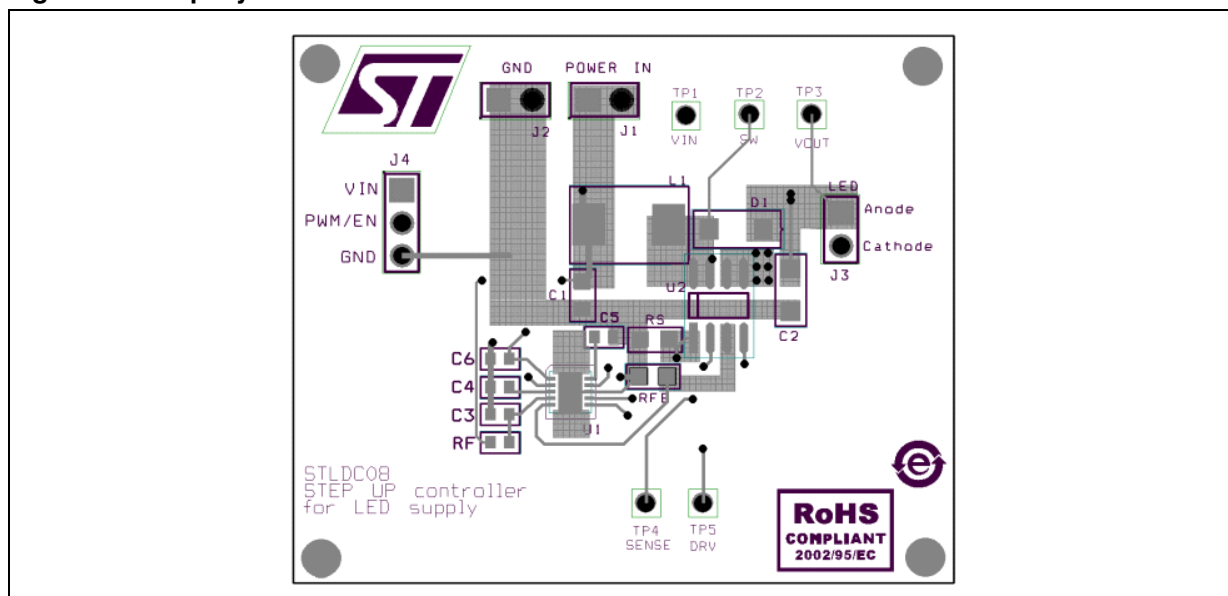 ST
GND POWER IN
J2 J1
TP1 TP2 TP3
VIN SW VOUT
J4
VIN
PWM/EN
GND
L1
D1
LED
Anode
Cathode
J3
C1
U2
C2
C5 RS
C6
C4
C3
RF
RFB
U1
STLDC08
STEP UP controller
for LED supply
TP4 TP5
SENSE DRV
e
RoHS
COMPLIANT
2002/95/EC